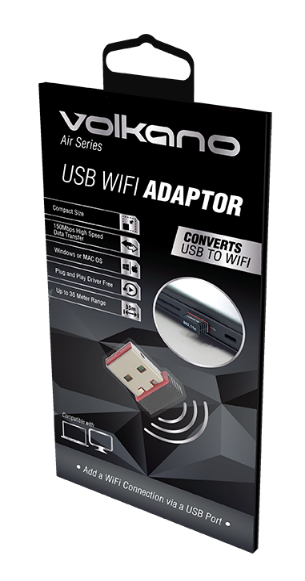 volkano
Air Series
USB WIFI ADAPTOR
Compact Size
150Mbps High Speed
Data Transfer
Windows or MAC OS
Plug and Play Driver Free
Up to 35 Meter Range
35m
CONVERTS
USB TO WIFI
Compatible with
• Add a WiFi Connection via a USB Port •